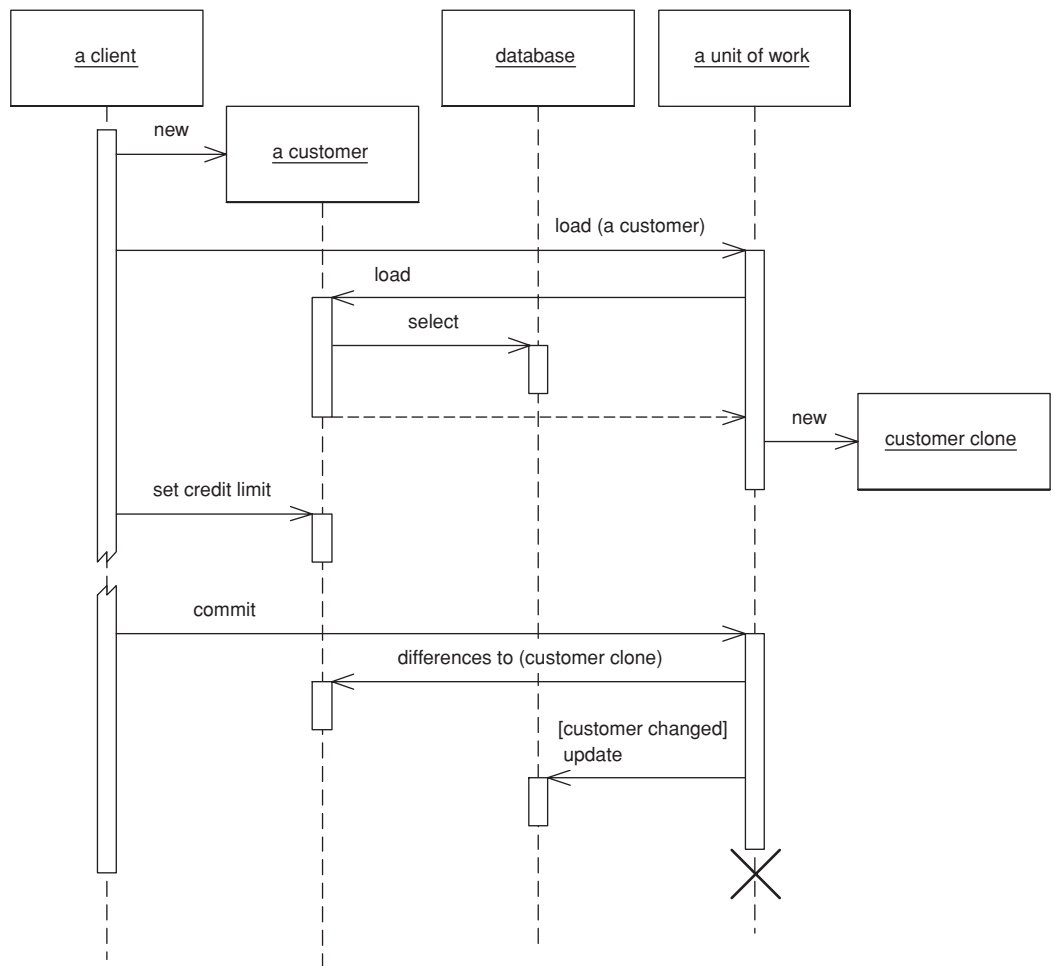 a client
database
a unit of work
new
a customer
load (a customer)
load
select
new
customer clone
set credit limit
commit
differences to (customer clone)
[customer changed]
update